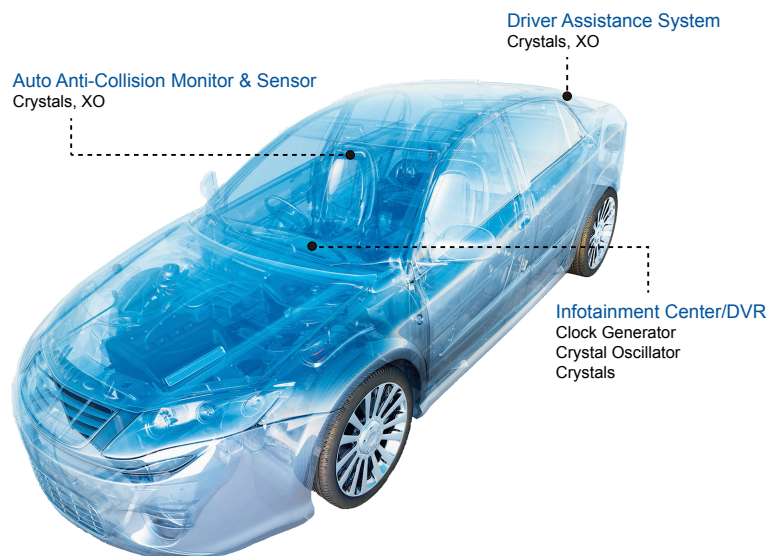 Driver Assistance System
Crystals, XO
Auto Anti-Collision Monitor & Sensor
Crystals, XO
Infotainment Center/DVR
Clock Generator
Crystal Oscillator
Crystals